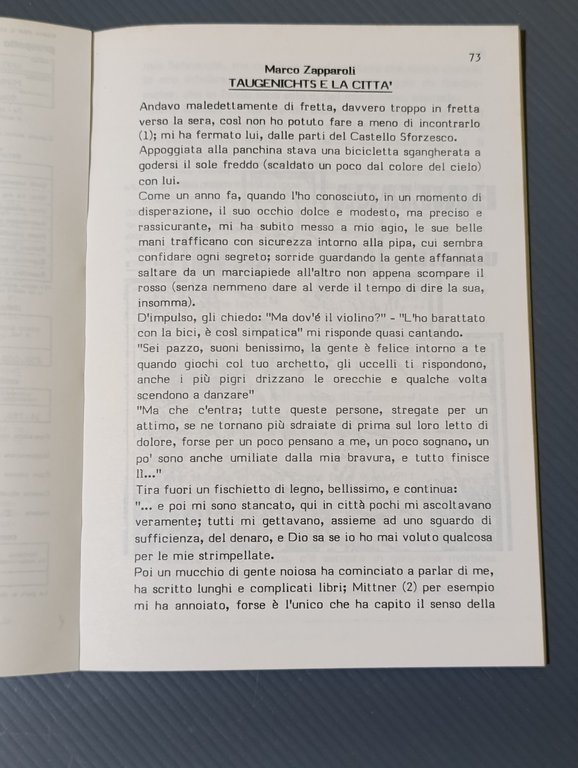 73
Marco Zapparoli
TAUGENICHTS E LA CITTA'
Andavo maledettamente di fretta, davvero troppo in fretta
verso la sera, così non ho potuto fare a meno di incontrarlo
(1); mi ha fermato lui, dalle parti del Castello Sforzesco.
Appoggiata alla panchina stava una bicicletta sgangherata a
godersi il sole freddo (scaldato un poco dal colore del cielo)
con lui.
Come un anno fa, quando l'ho conosciuto, in un momento di
disperazione, il suo occhio dolce e modesto, ma preciso e
rassicurante, mi ha subito messo a mio agio, le sue belle
mani trafficano con sicurezza intorno alla pipa, cui sembra
confidare ogni segreto; sorride guardando la gente affannata
saltare da un marciapiede all'altro non appena scompare il
rosso (senza nemmeno dare al verde il tempo di dire la sua,
insomma).
D'impulso, gli chiedo: "Ma dov'é il violino?" - "L'ho barattato
con la bici, è così simpatica" mi risponde quasi cantando.
"Sei pazzo, suoni benissimo, la gente è felice intorno a te
quando giochi col tuo archetto, gli uccelli ti rispondono,
anche i più pigri drizzano le orecchie e qualche volta
scendono a danzare"
"Ma che c'entra; tutte queste persone, stregate per un
attimo, se ne tornano più sdraiate di prima sul loro letto di
dolore, forse per un poco pensano a me, un poco sognano, un
po' sono anche umiliate dalla mia bravura, e tutto finisce
lì..."
Tira fuori un fischietto di legno, bellissimo, e continua:
"... e poi mi sono stancato, qui in città pochi mi ascoltavano
veramente; tutti mi gettavano, assieme ad uno sguardo di
sufficienza, del denaro, e Dio sa se io ho mai voluto qualcosa
per le mie strimpellate.
Poi un mucchio di gente noiosa ha cominciato a parlar di me,
ha scritto lunghi e complicati libri; Mittner (2) per esempio
mi ha annoiato, forse è l'unico che ha capito il senso della